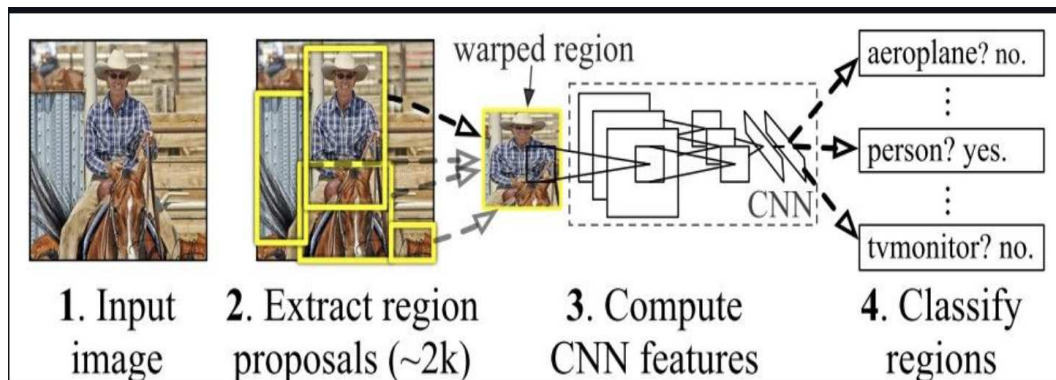 warped region
aeroplane? no.
person? yes.
CNN
tvmonitor? no.
1. Input
image
2. Extract region
proposals (~2k)
3. Compute
CNN features
4. Classify
regions